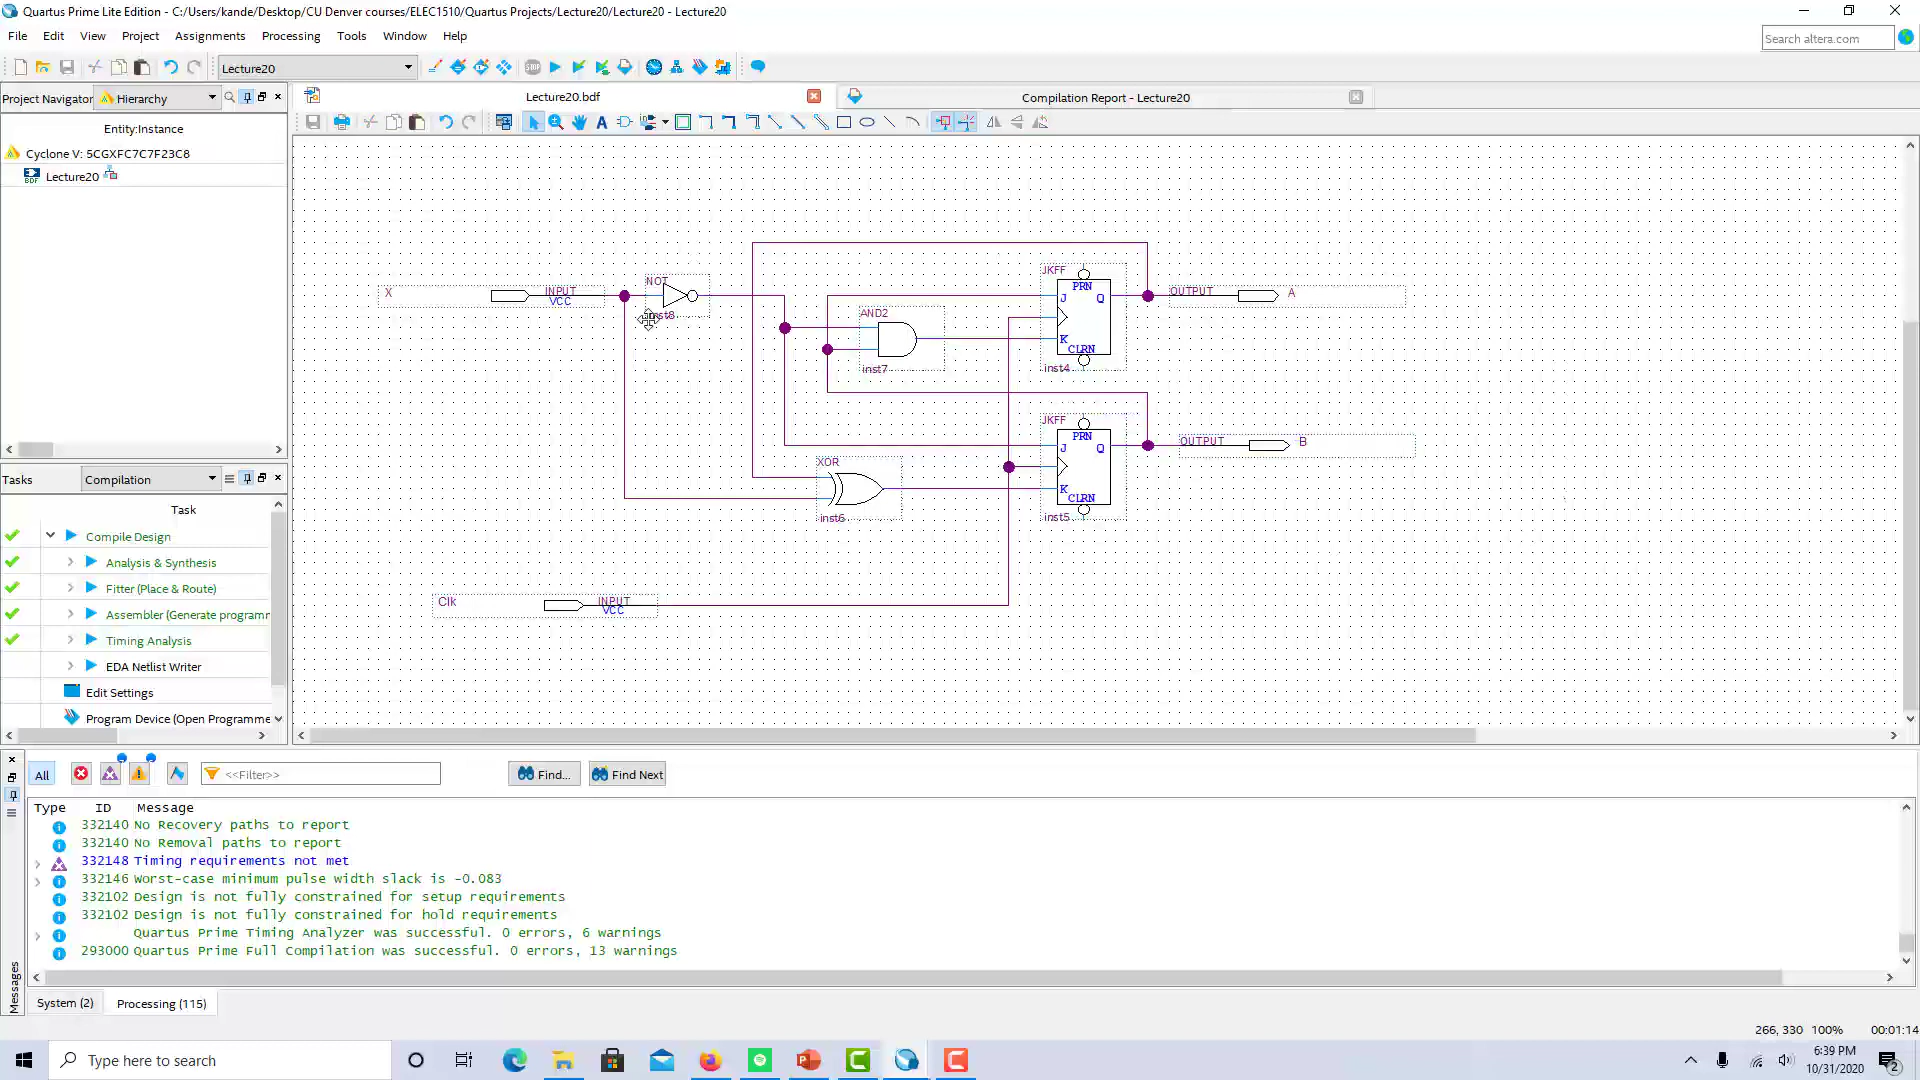 Quartus Prime Lite Edition - C:/Users/kande/Desktop/CU Denver courses/ELEC1510/Quartus Projects/Lecture20/Lecture20 - Lecture20
File Edit View Project Assignments Processing Tools Window Help
Search altera.com
Lecture20
STOP
Project Navigator Hierarchy
Lecture20.bdf
Compilation Report - Lecture20
Entity:Instance
Cyclone V: 5CGXFC7C7F23C8
BDF Lecture20
X INPUT VCC
NOT
inst8
AND2
inst7
JKFF
PRN
J Q
K
CLRN
inst4
OUTPUT A
JKFF
PRN
J Q
K
CLRN
inst5
OUTPUT B
XOR
inst6
Clk INPUT VCC
Tasks Compilation
Task
Compile Design
Analysis & Synthesis
Fitter (Place & Route)
Assembler (Generate programm
Timing Analysis
EDA Netlist Writer
Edit Settings
Program Device (Open Programme
All <<Filter>> Find... Find Next
Type ID Message
332140 No Recovery paths to report
332140 No Removal paths to report
332148 Timing requirements not met
332146 Worst-case minimum pulse width slack is -0.083
332102 Design is not fully constrained for setup requirements
332102 Design is not fully constrained for hold requirements
Quartus Prime Timing Analyzer was successful. 0 errors, 6 warnings
293000 Quartus Prime Full Compilation was successful. 0 errors, 13 warnings
Messages
System (2) Processing (115)
266, 330 100% 00:01:14
Type here to search
6:39 PM
10/31/2020
2